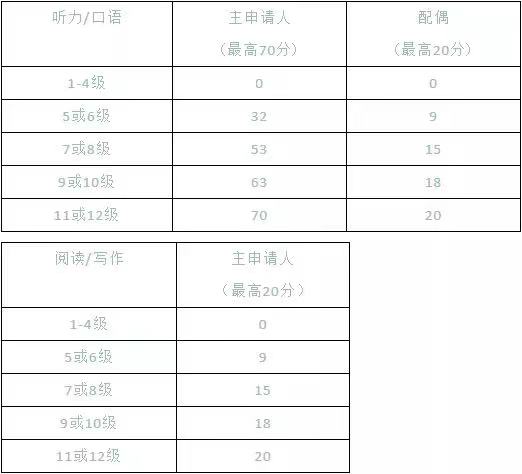 听力/口语 主申请人 配偶
（最高70分） （最高20分）
1-4级 0 0
5或6级 32 9
7或8级 53 15
9或10级 63 18
11或12级 70 20
阅读/写作 主申请人
（最高20分）
1-4级 0
5或6级 9
7或8级 15
9或10级 18
11或12级 20